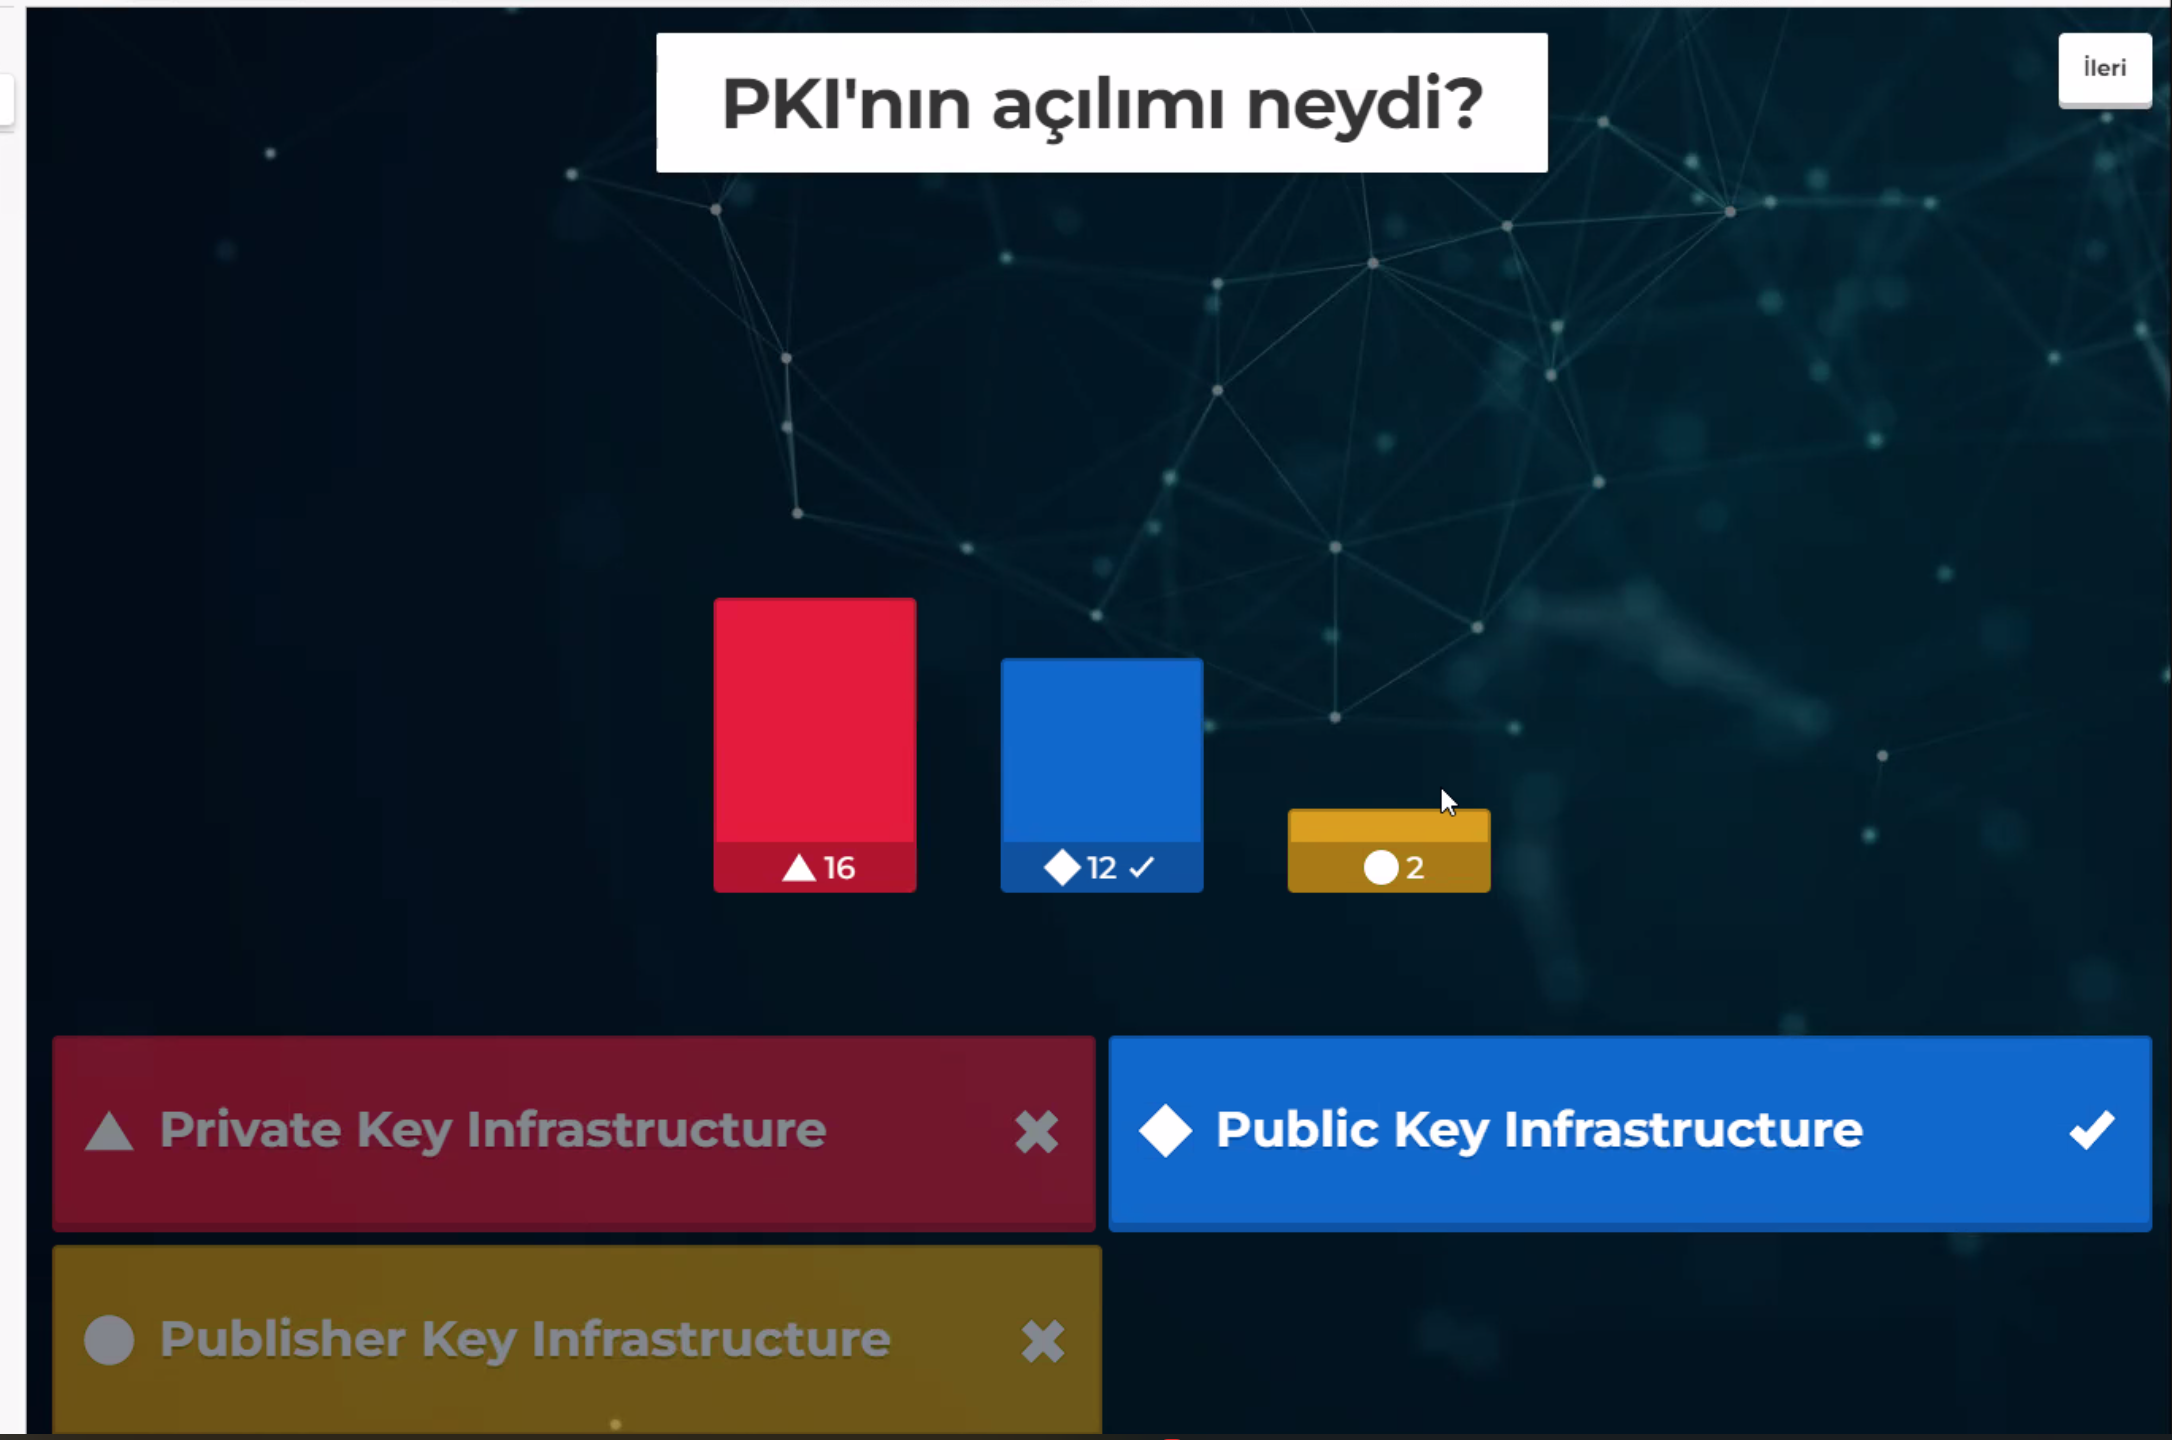 PKI'nın açılımı neydi?
İleri
16
12
2
Private Key Infrastructure
Public Key Infrastructure
Publisher Key Infrastructure